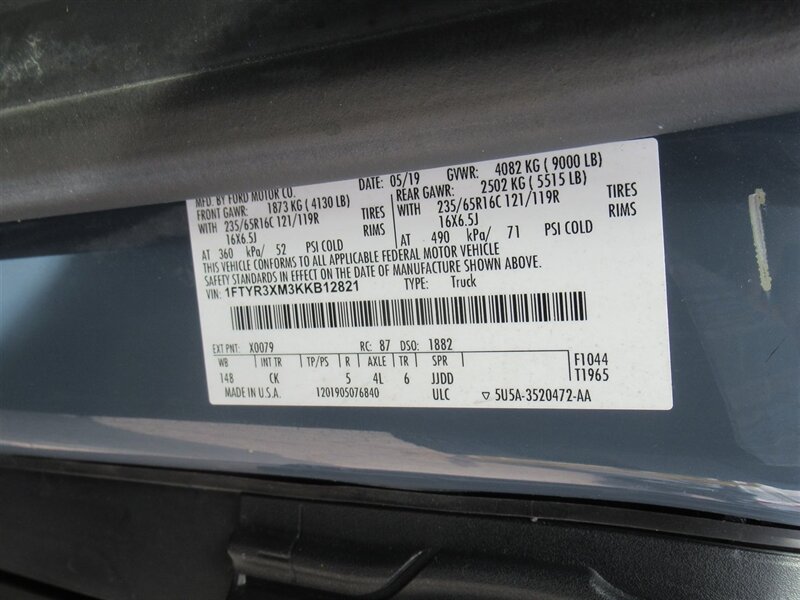 MFD. BY FORD MOTOR CO.
DATE: 05/19 GVWR: 4082 KG ( 9000 LB)
FRONT GAWR: 1873 KG ( 4130 LB) REAR GAWR: 2502 KG ( 5515 LB)
WITH 235/65R16C 121/119R TIRES WITH 235/65R16C 121/119R TIRES
16X6.5J RIMS 16X6.5J RIMS
AT 360 kPa/ 52 PSI COLD AT 490 kPa/ 71 PSI COLD
THIS VEHICLE CONFORMS TO ALL APPLICABLE FEDERAL MOTOR VEHICLE
SAFETY STANDARDS IN EFFECT ON THE DATE OF MANUFACTURE SHOWN ABOVE.
VIN: 1FTYR3XM3KKB12821 TYPE: Truck
EXT PNT: X0079 RC: 87 DSO: 1882
WB INT TR TP/PS R AXLE TR SPR F1044
148 CK 5 4L 6 JJDD T1965
MADE IN U.S.A. 1201905076840 ULC ▽ 5U5A-3520472-AA